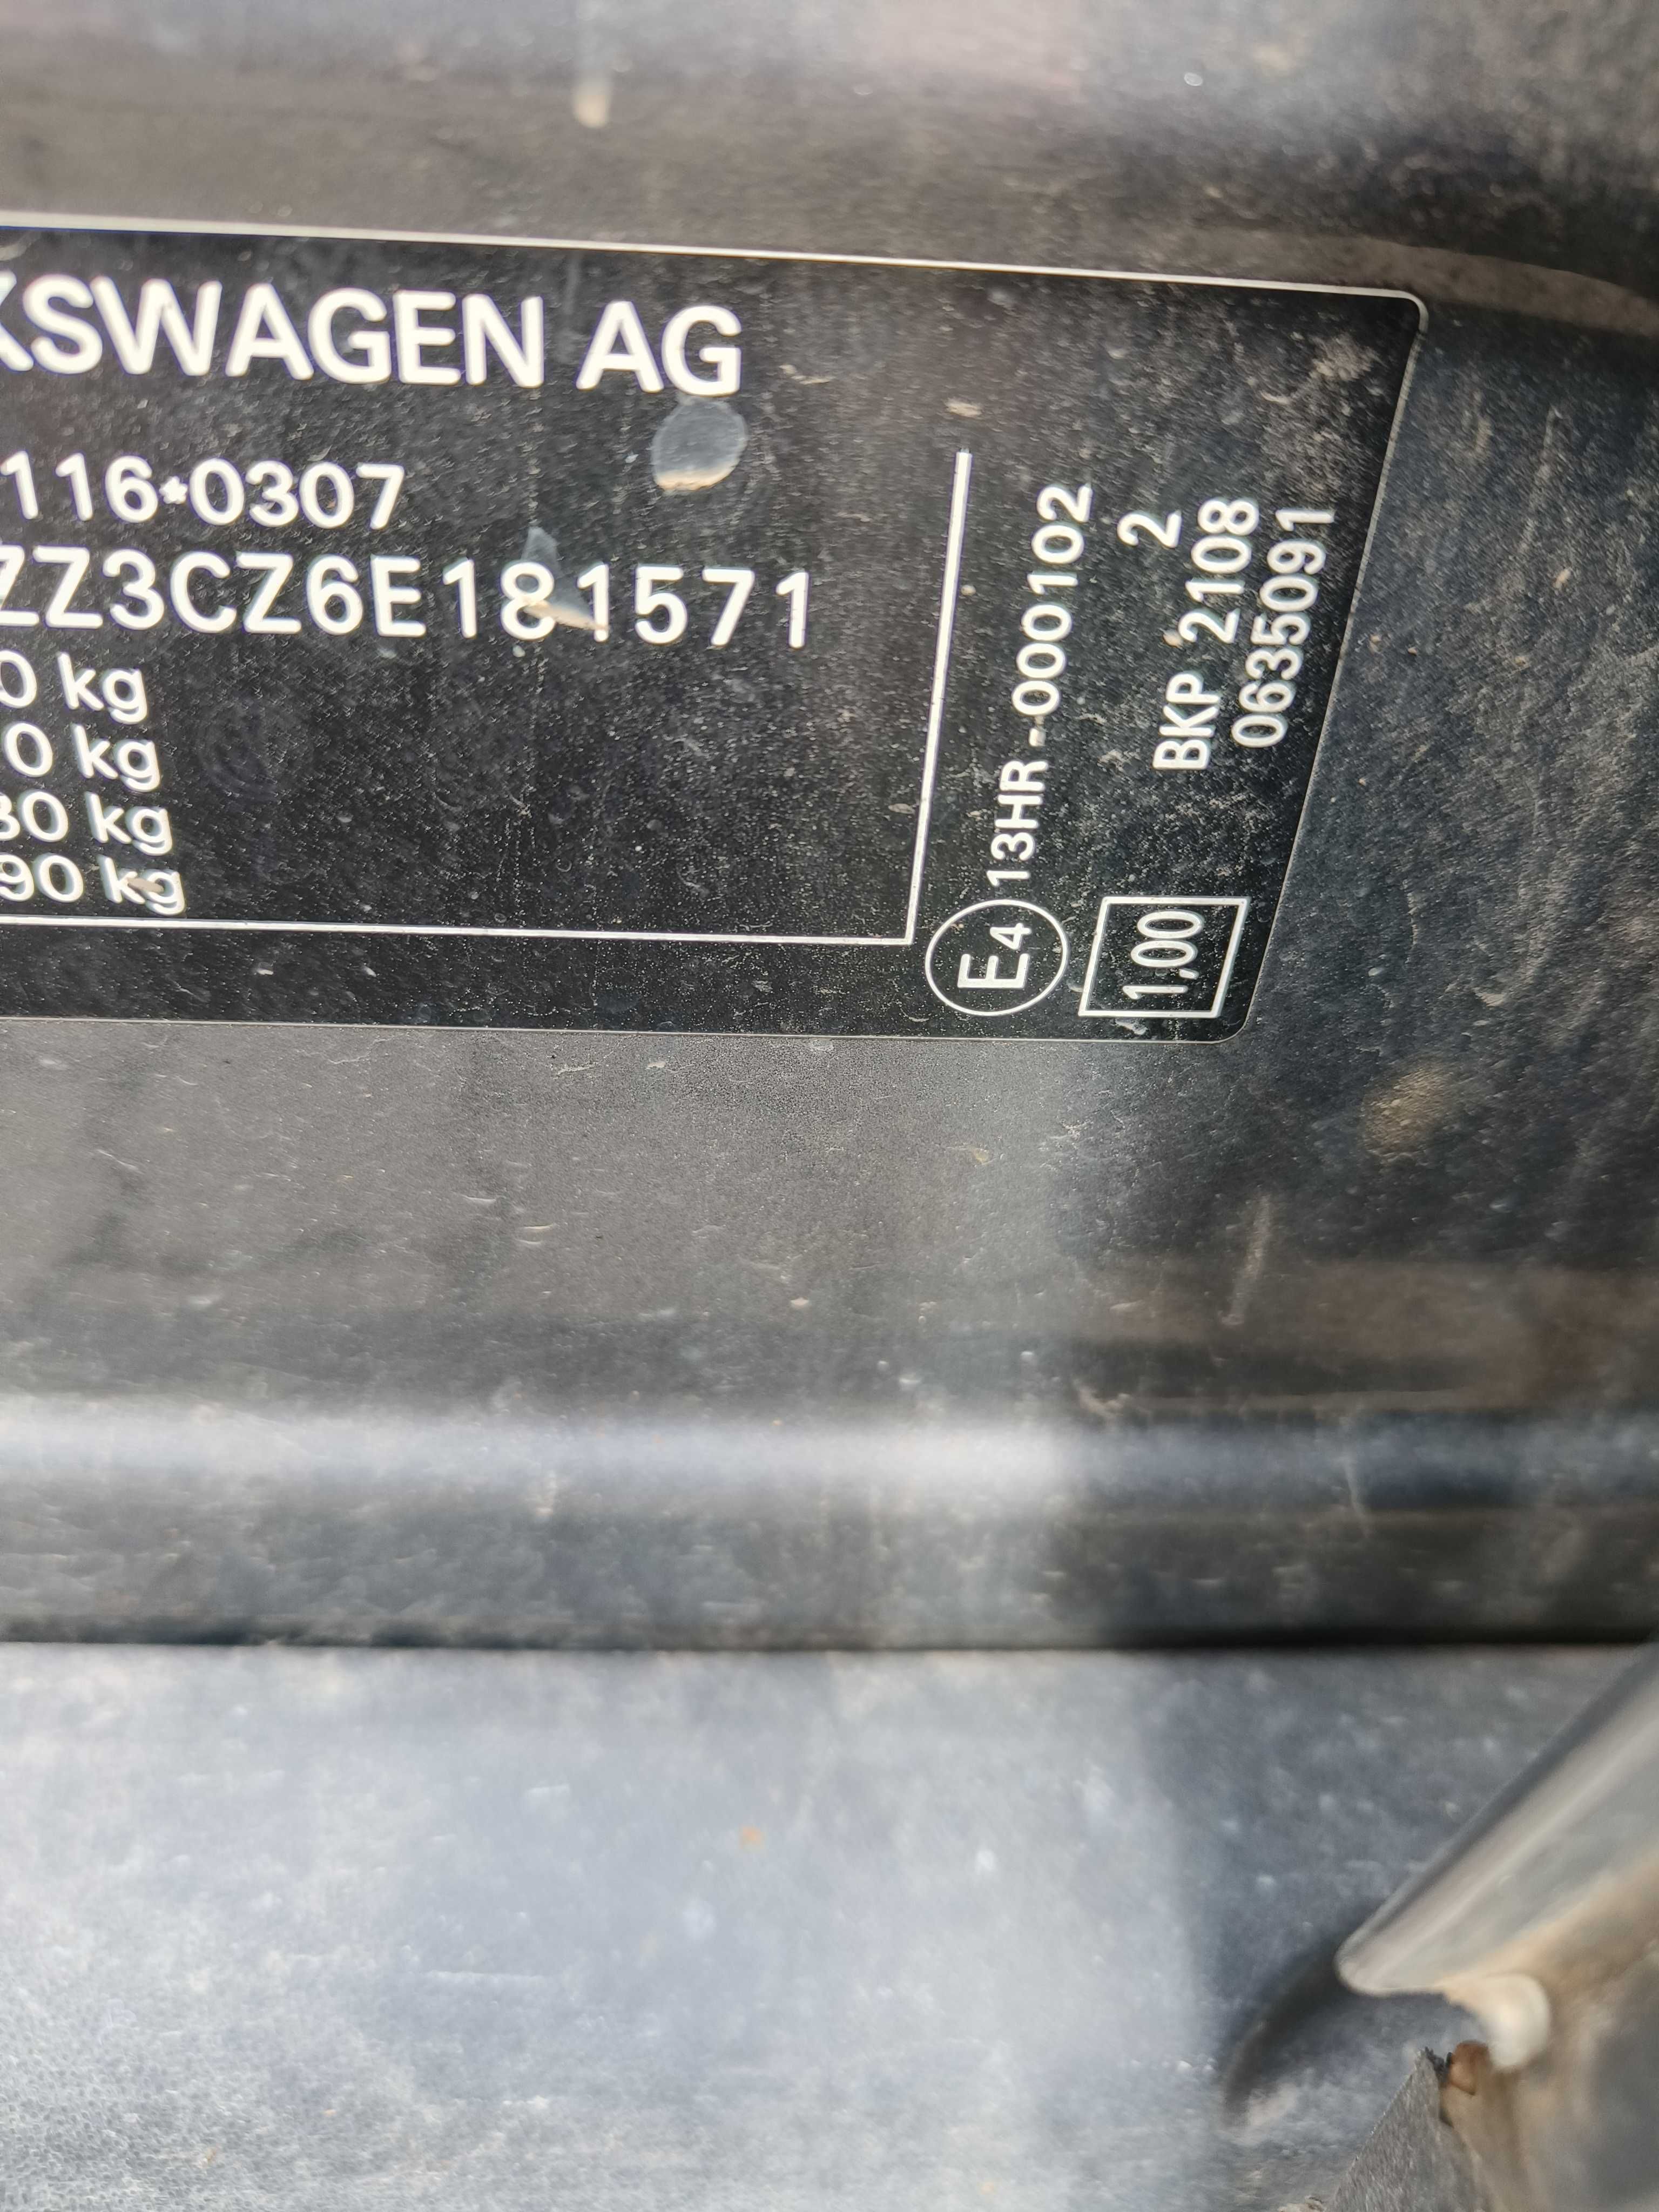 KSWAGEN AG
116*0307
ZZ3CZ6E181571
0 kg
0 kg
80 kg
90 kg
E4 13HR-000102
2
1,00 BKP 2108
0635091